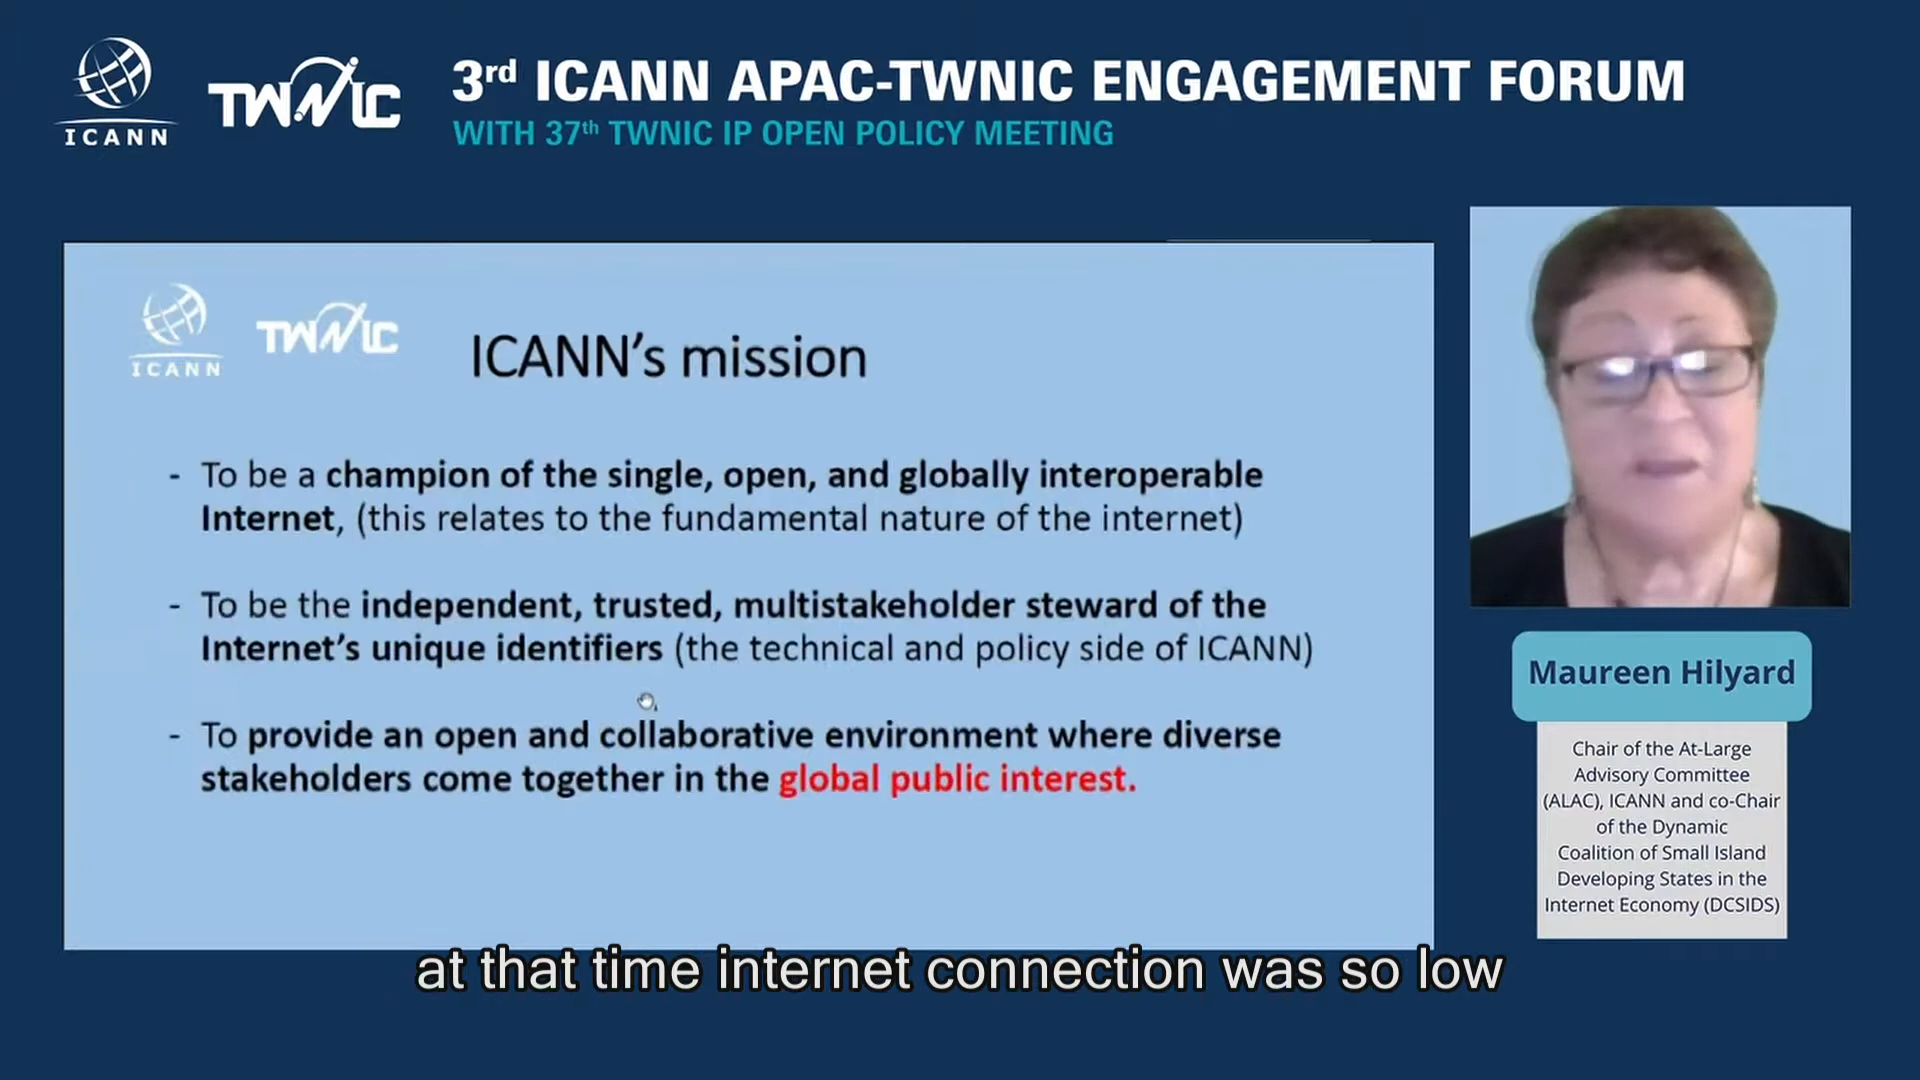 ICANN
TWNIC
3rd ICANN APAC-TWNIC ENGAGEMENT FORUM
WITH 37th TWNIC IP OPEN POLICY MEETING
ICANN
TWNIC
ICANN’s mission
- To be a champion of the single, open, and globally interoperable
Internet, (this relates to the fundamental nature of the internet)
- To be the independent, trusted, multistakeholder steward of the
Internet’s unique identifiers (the technical and policy side of ICANN)
- To provide an open and collaborative environment where diverse
stakeholders come together in the global public interest.
Maureen Hilyard
Chair of the At-Large
Advisory Committee
(ALAC), ICANN and co-Chair
of the Dynamic
Coalition of Small Island
Developing States in the
Internet Economy (DCSIDS)
at that time internet connection was so low